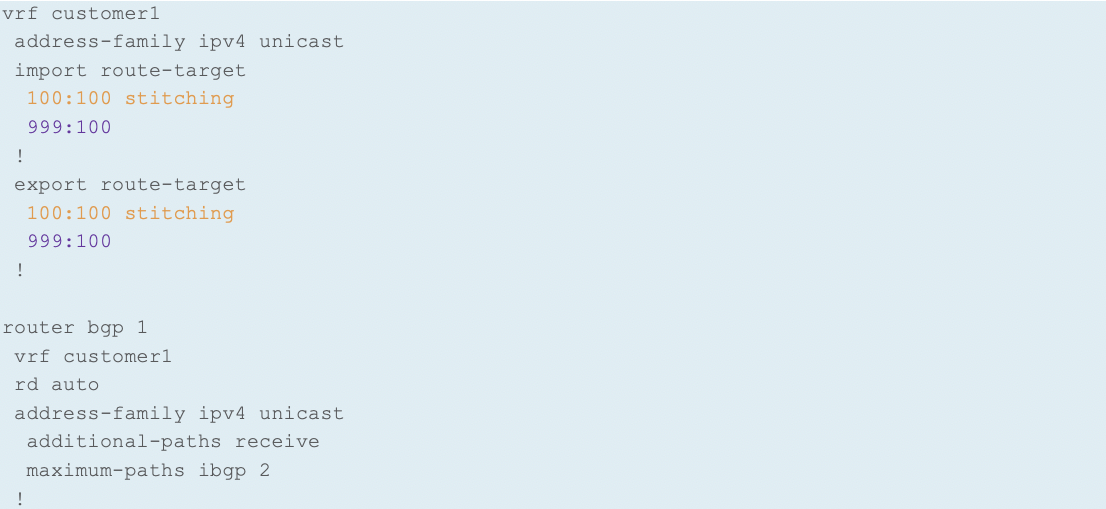 vrf customer1
 address-family ipv4 unicast
 import route-target
  100:100 stitching
  999:100
 !
 export route-target
  100:100 stitching
  999:100
 !

router bgp 1
 vrf customer1
 rd auto
 address-family ipv4 unicast
  additional-paths receive
  maximum-paths ibgp 2
 !